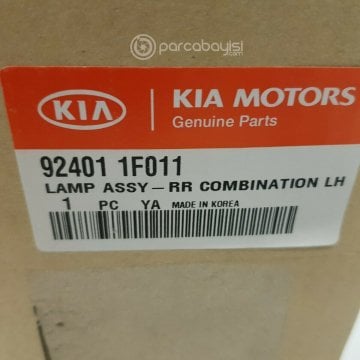 parcabayisi
.com
KIA
KIA MOTORS
Genuine Parts
92401 1F011
LAMP ASSY-RR COMBINATION LH
1 PC YA MADE IN KOREA